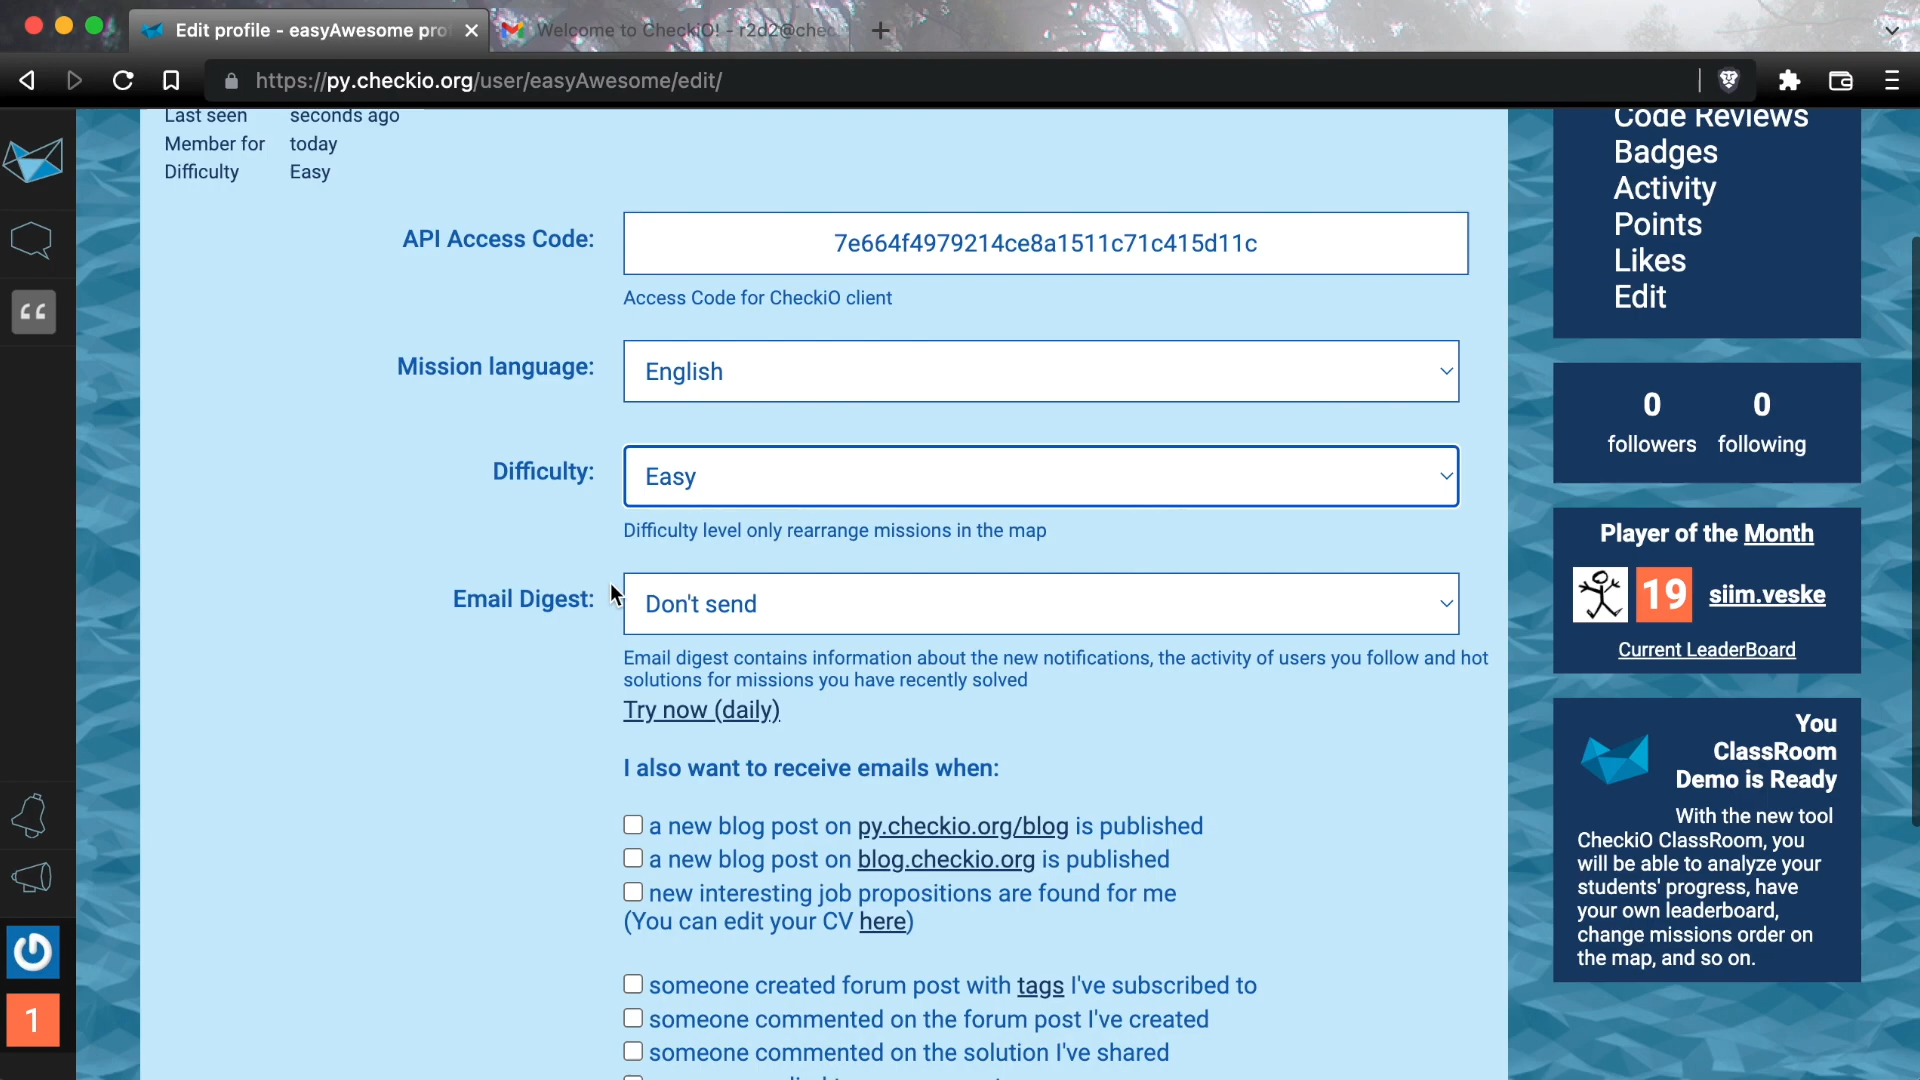 Edit profile - easyAwesome pro
Welcome to CheckiO! - r2d2@chec
https://py.checkio.org/user/easyAwesome/edit/
Last seen seconds ago
Member for today
Difficulty Easy
API Access Code: 7e664f4979214ce8a1511c71c415d11c
Access Code for CheckiO client
Mission language: English
Difficulty: Easy
Difficulty level only rearrange missions in the map
Email Digest: Don't send
Email digest contains information about the new notifications, the activity of users you follow and hot
solutions for missions you have recently solved
Try now (daily)
I also want to receive emails when:
a new blog post on py.checkio.org/blog is published
a new blog post on blog.checkio.org is published
new interesting job propositions are found for me
(You can edit your CV here)
someone created forum post with tags I've subscribed to
someone commented on the forum post I've created
someone commented on the solution I've shared
Code Reviews
Badges
Activity
Points
Likes
Edit
0 0
followers following
Player of the Month
19 siim.veske
Current LeaderBoard
You
ClassRoom
Demo is Ready
With the new tool
CheckiO ClassRoom, you
will be able to analyze your
students' progress, have
your own leaderboard,
change missions order on
the map, and so on.
1